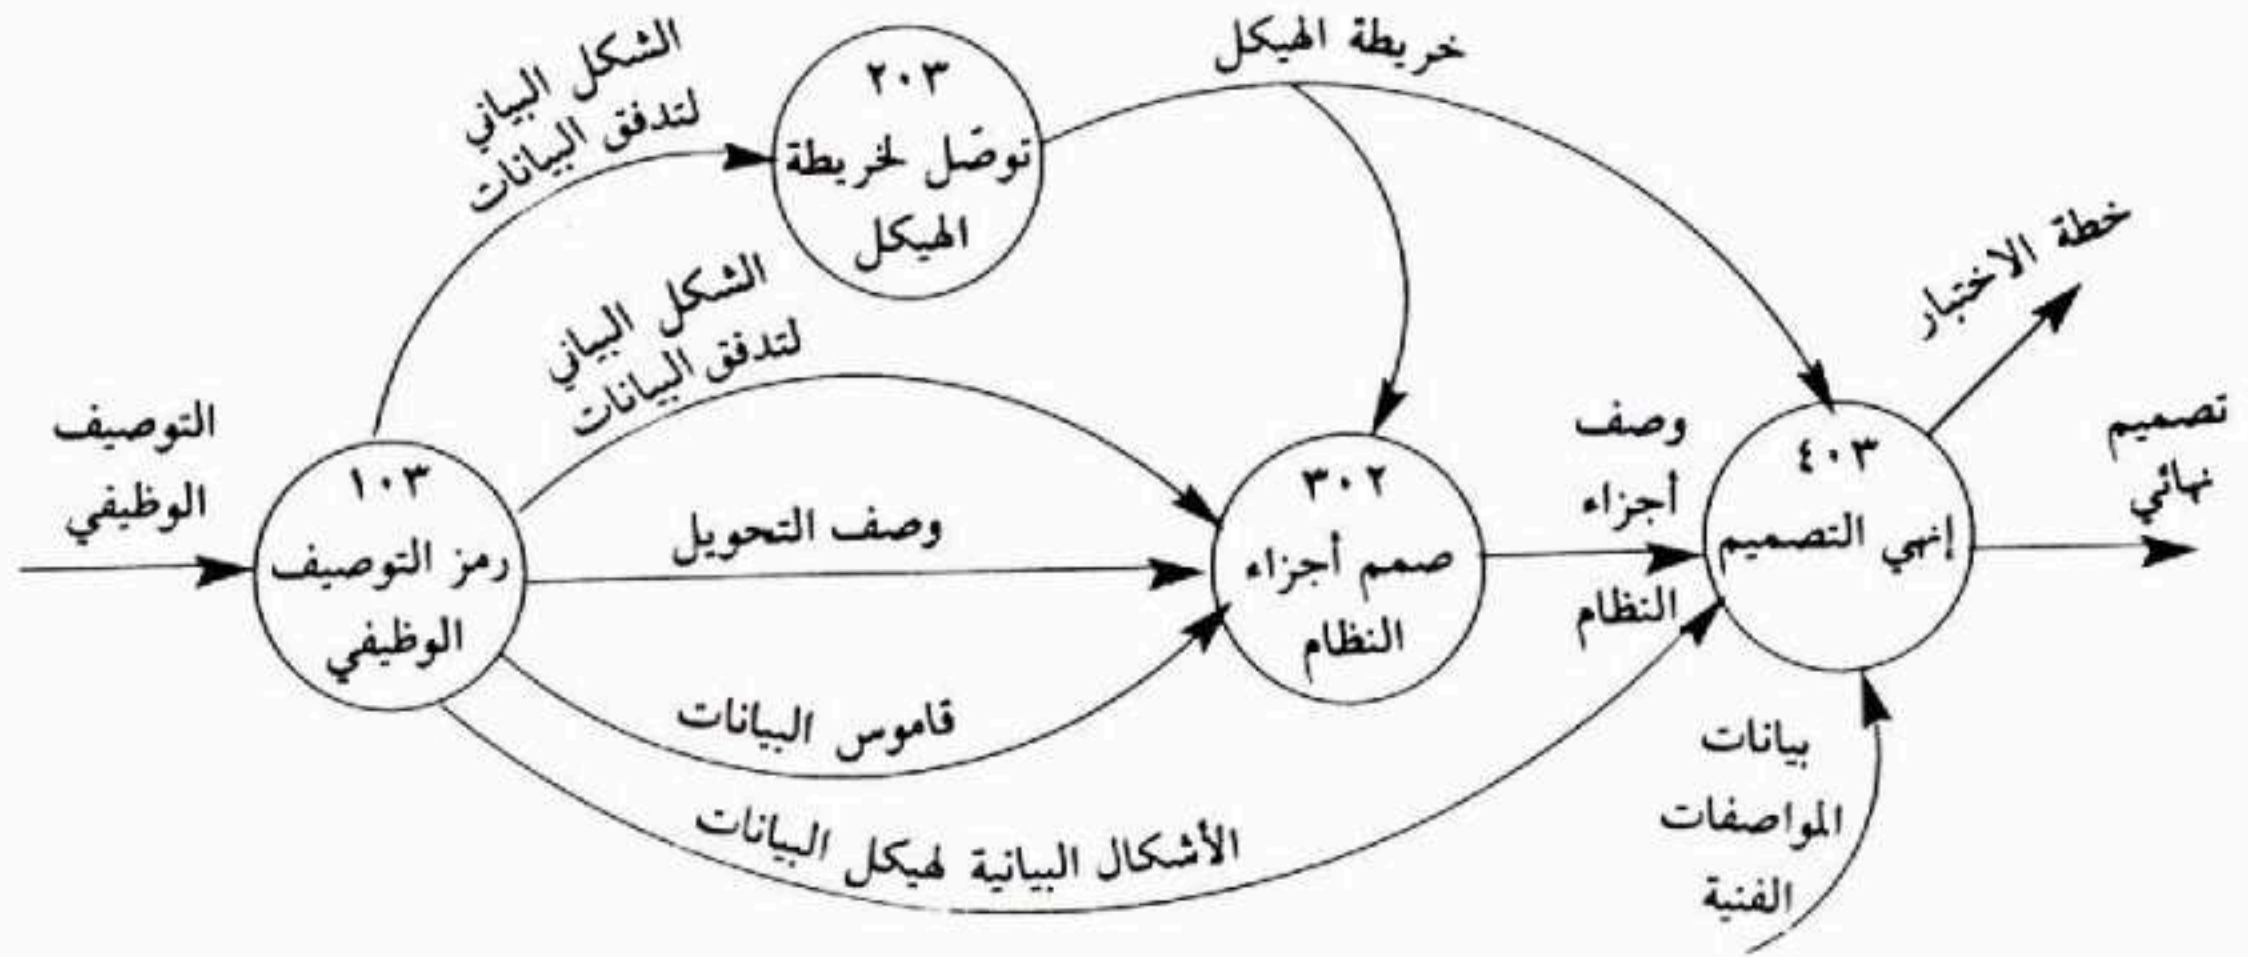 الشكل البياني
لتدفق البيانات
٢٠٣
توصّل لخريطة
الهيكل
خريطة الهيكل
خطة الاختبار
الشكل البياني
لتدفق البيانات
التوصيف
الوظيفي
١٠٣
رمز التوصيف
الوظيفي
وصف التحويل
٣٠٢
صمم أجزاء
النظام
وصف
أجزاء
النظام
٤٠٣
إنهي التصميم
تصميم
نهائي
قاموس البيانات
الأشكال البيانية لهيكل البيانات
بيانات
المواصفات
الفنية